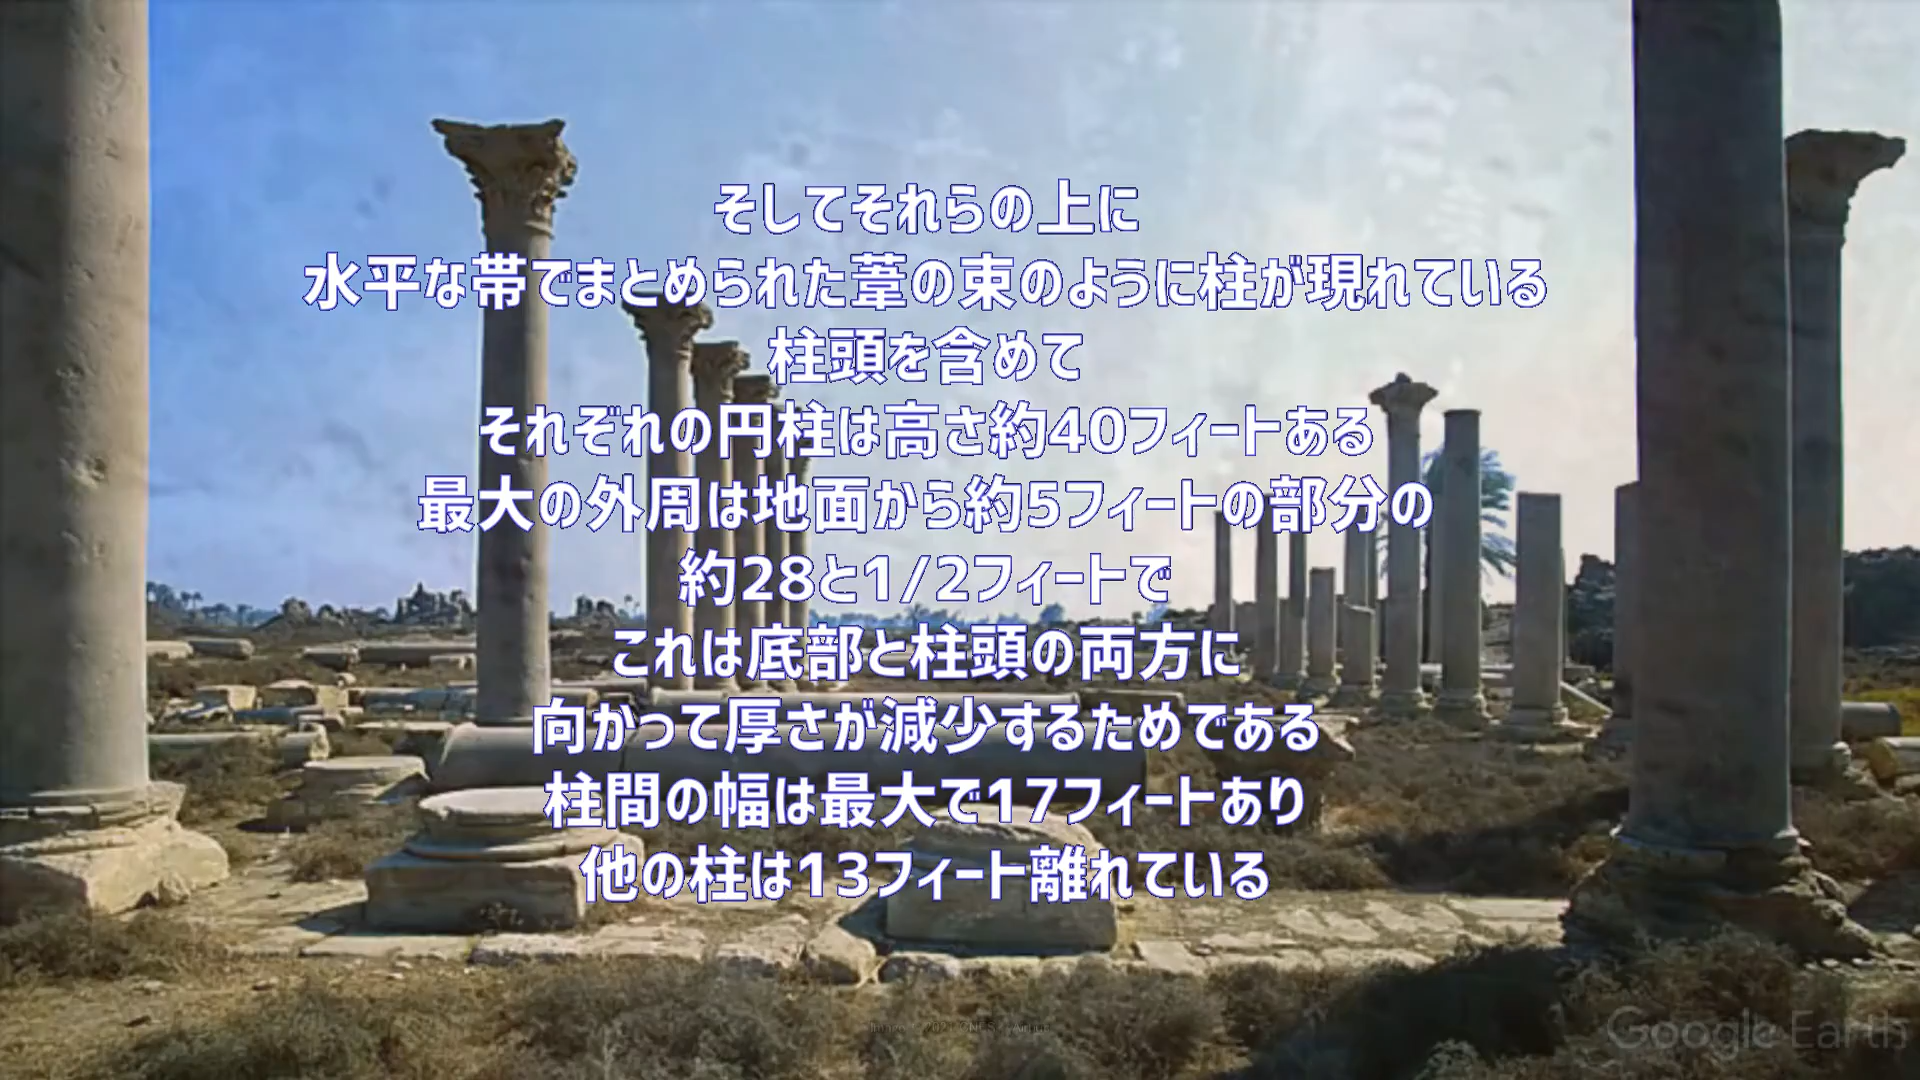 そしてそれらの上に
水平な帯でまとめられた葦の束のように柱が現れている
柱頭を含めて
それぞれの円柱は高さ約40フィートある
最大の外周は地面から約5フィートの部分の
約28と1/2フィートで
これは底部と柱頭の両方に
向かって厚さが減少するためである
柱間の幅は最大で17フィートあり
他の柱は13フィート離れている
Google Earth